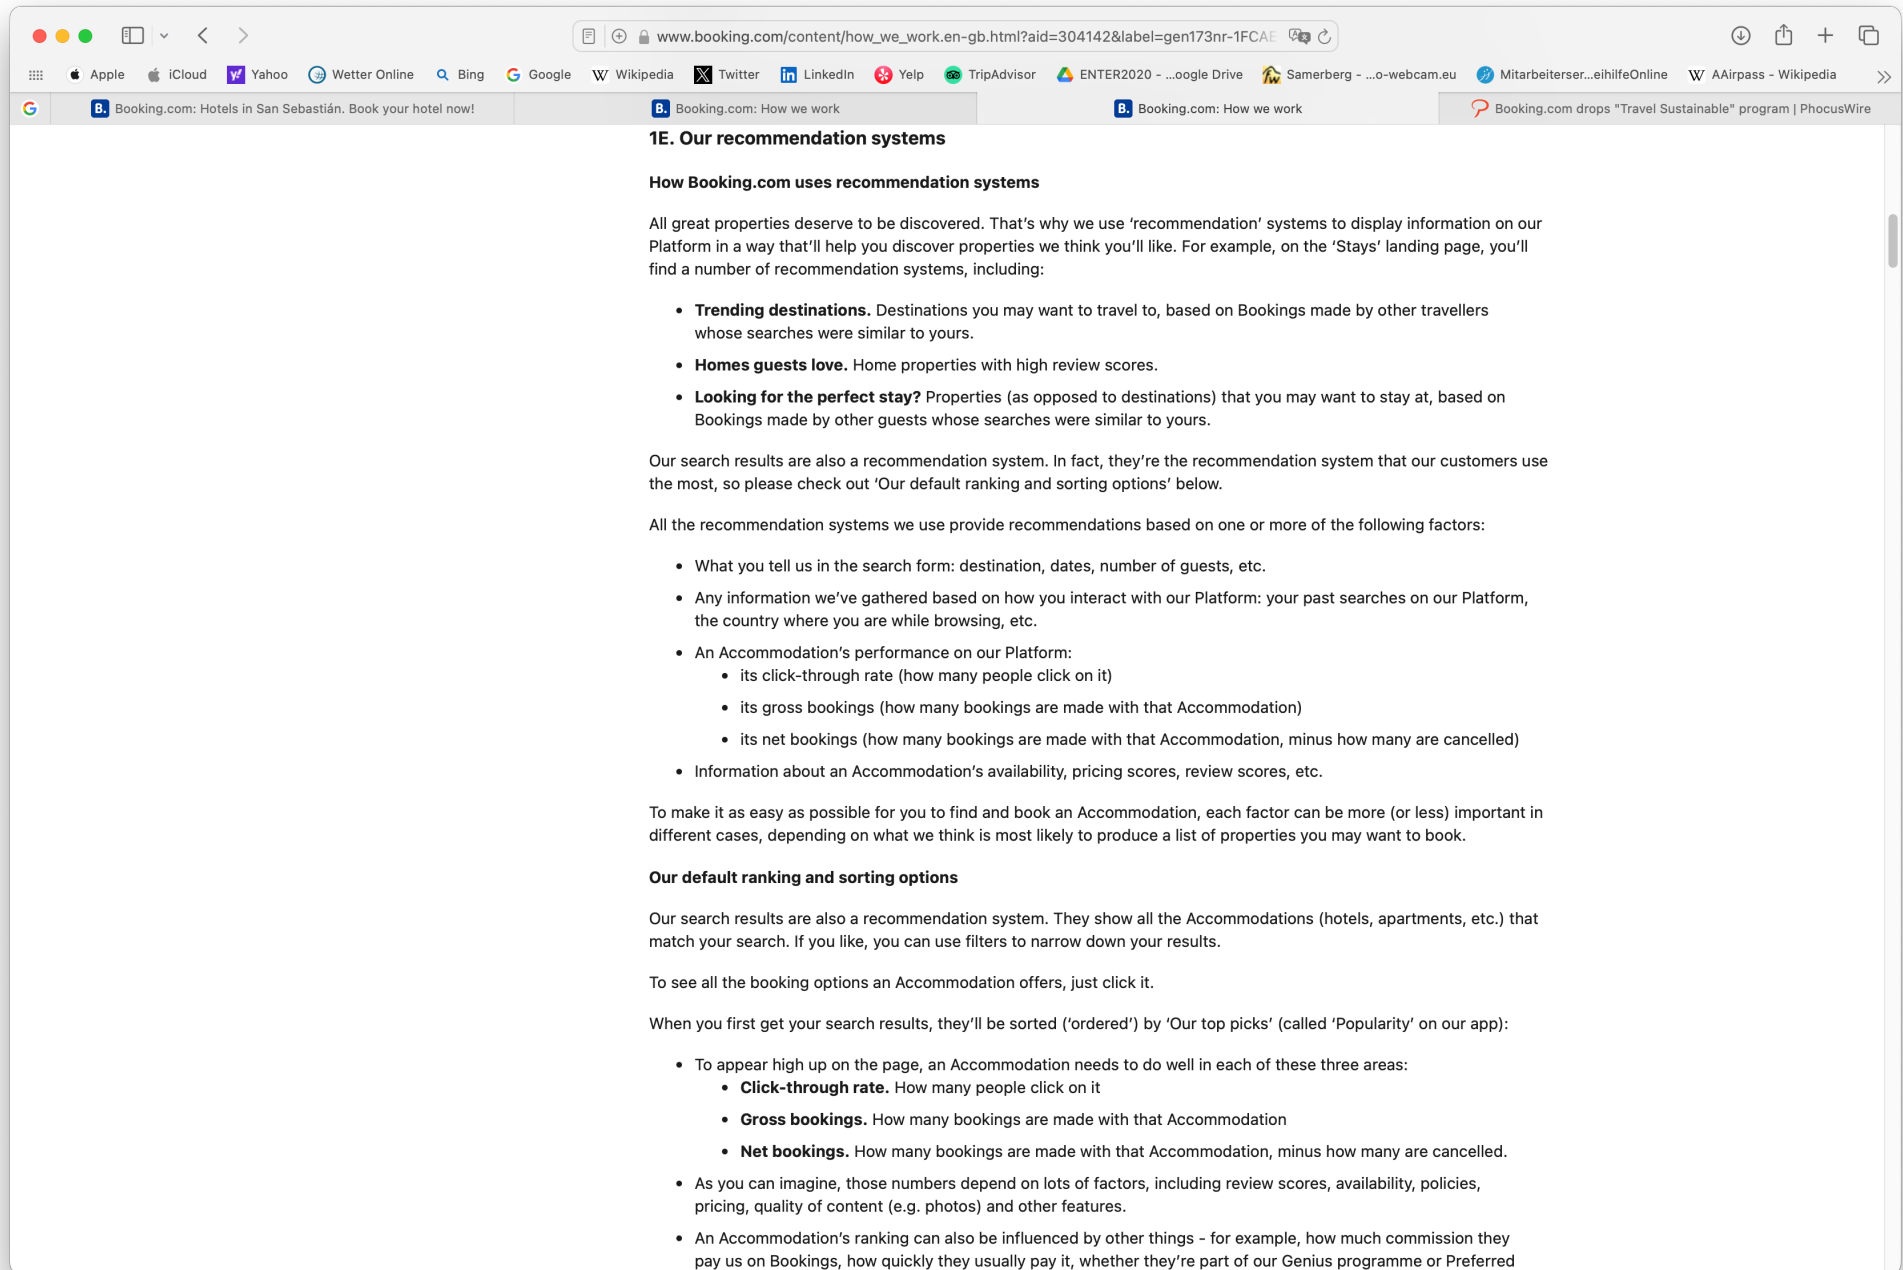 www.booking.com/content/how_we_work.en-gb.html?aid=304142&label=gen173nr-1FCAE
Apple
iCloud
Yahoo
Wetter Online
Bing
Google
Wikipedia
Twitter
LinkedIn
Yelp
TripAdvisor
ENTER2020 - ...oogle Drive
Samerberg - ...o-webcam.eu
Mitarbeiterser...eihilfeOnline
AAirpass - Wikipedia
Booking.com: Hotels in San Sebastián. Book your hotel now!
Booking.com: How we work
Booking.com: How we work
Booking.com drops "Travel Sustainable" program | PhocusWire
1E. Our recommendation systems
How Booking.com uses recommendation systems
All great properties deserve to be discovered. That’s why we use ‘recommendation’ systems to display information on our
Platform in a way that’ll help you discover properties we think you’ll like. For example, on the ‘Stays’ landing page, you’ll
find a number of recommendation systems, including:
• Trending destinations. Destinations you may want to travel to, based on Bookings made by other travellers
whose searches were similar to yours.
• Homes guests love. Home properties with high review scores.
• Looking for the perfect stay? Properties (as opposed to destinations) that you may want to stay at, based on
Bookings made by other guests whose searches were similar to yours.
Our search results are also a recommendation system. In fact, they’re the recommendation system that our customers use
the most, so please check out ‘Our default ranking and sorting options’ below.
All the recommendation systems we use provide recommendations based on one or more of the following factors:
• What you tell us in the search form: destination, dates, number of guests, etc.
• Any information we’ve gathered based on how you interact with our Platform: your past searches on our Platform,
the country where you are while browsing, etc.
• An Accommodation’s performance on our Platform:
• its click-through rate (how many people click on it)
• its gross bookings (how many bookings are made with that Accommodation)
• its net bookings (how many bookings are made with that Accommodation, minus how many are cancelled)
• Information about an Accommodation’s availability, pricing scores, review scores, etc.
To make it as easy as possible for you to find and book an Accommodation, each factor can be more (or less) important in
different cases, depending on what we think is most likely to produce a list of properties you may want to book.
Our default ranking and sorting options
Our search results are also a recommendation system. They show all the Accommodations (hotels, apartments, etc.) that
match your search. If you like, you can use filters to narrow down your results.
To see all the booking options an Accommodation offers, just click it.
When you first get your search results, they’ll be sorted (‘ordered’) by ‘Our top picks’ (called ‘Popularity’ on our app):
• To appear high up on the page, an Accommodation needs to do well in each of these three areas:
• Click-through rate. How many people click on it
• Gross bookings. How many bookings are made with that Accommodation
• Net bookings. How many bookings are made with that Accommodation, minus how many are cancelled.
• As you can imagine, those numbers depend on lots of factors, including review scores, availability, policies,
pricing, quality of content (e.g. photos) and other features.
• An Accommodation’s ranking can also be influenced by other things - for example, how much commission they
pay us on Bookings, how quickly they usually pay it, whether they’re part of our Genius programme or Preferred